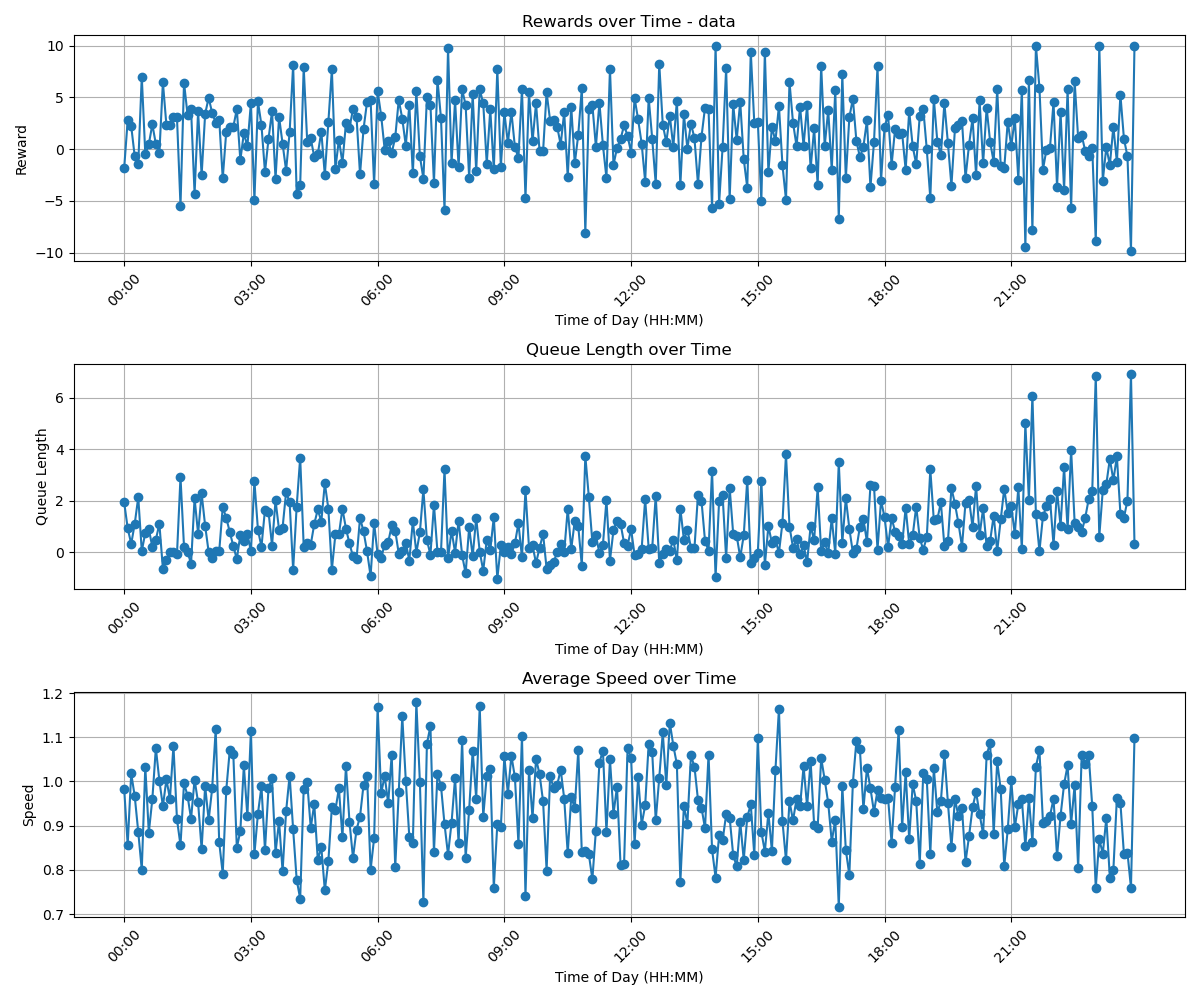 Rewards over Time - data
Reward
10
5
0
−5
−10
00:00 03:00 06:00 09:00 12:00 15:00 18:00 21:00
Time of Day (HH:MM)
Queue Length over Time
Queue Length
6
4
2
0
00:00 03:00 06:00 09:00 12:00 15:00 18:00 21:00
Time of Day (HH:MM)
Average Speed over Time
Speed
1.2
1.1
1.0
0.9
0.8
0.7
00:00 03:00 06:00 09:00 12:00 15:00 18:00 21:00
Time of Day (HH:MM)